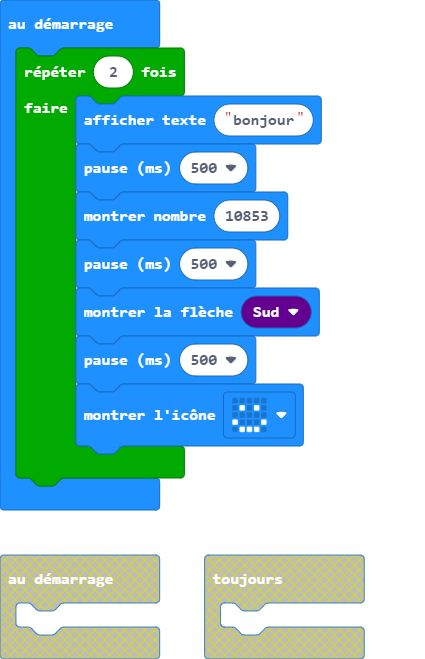 au démarrage
répéter 2 fois
faire
afficher texte "bonjour"
pause (ms) 500
montrer nombre 10853
pause (ms) 500
montrer la flèche Sud
pause (ms) 500
montrer l'icône
au démarrage
toujours